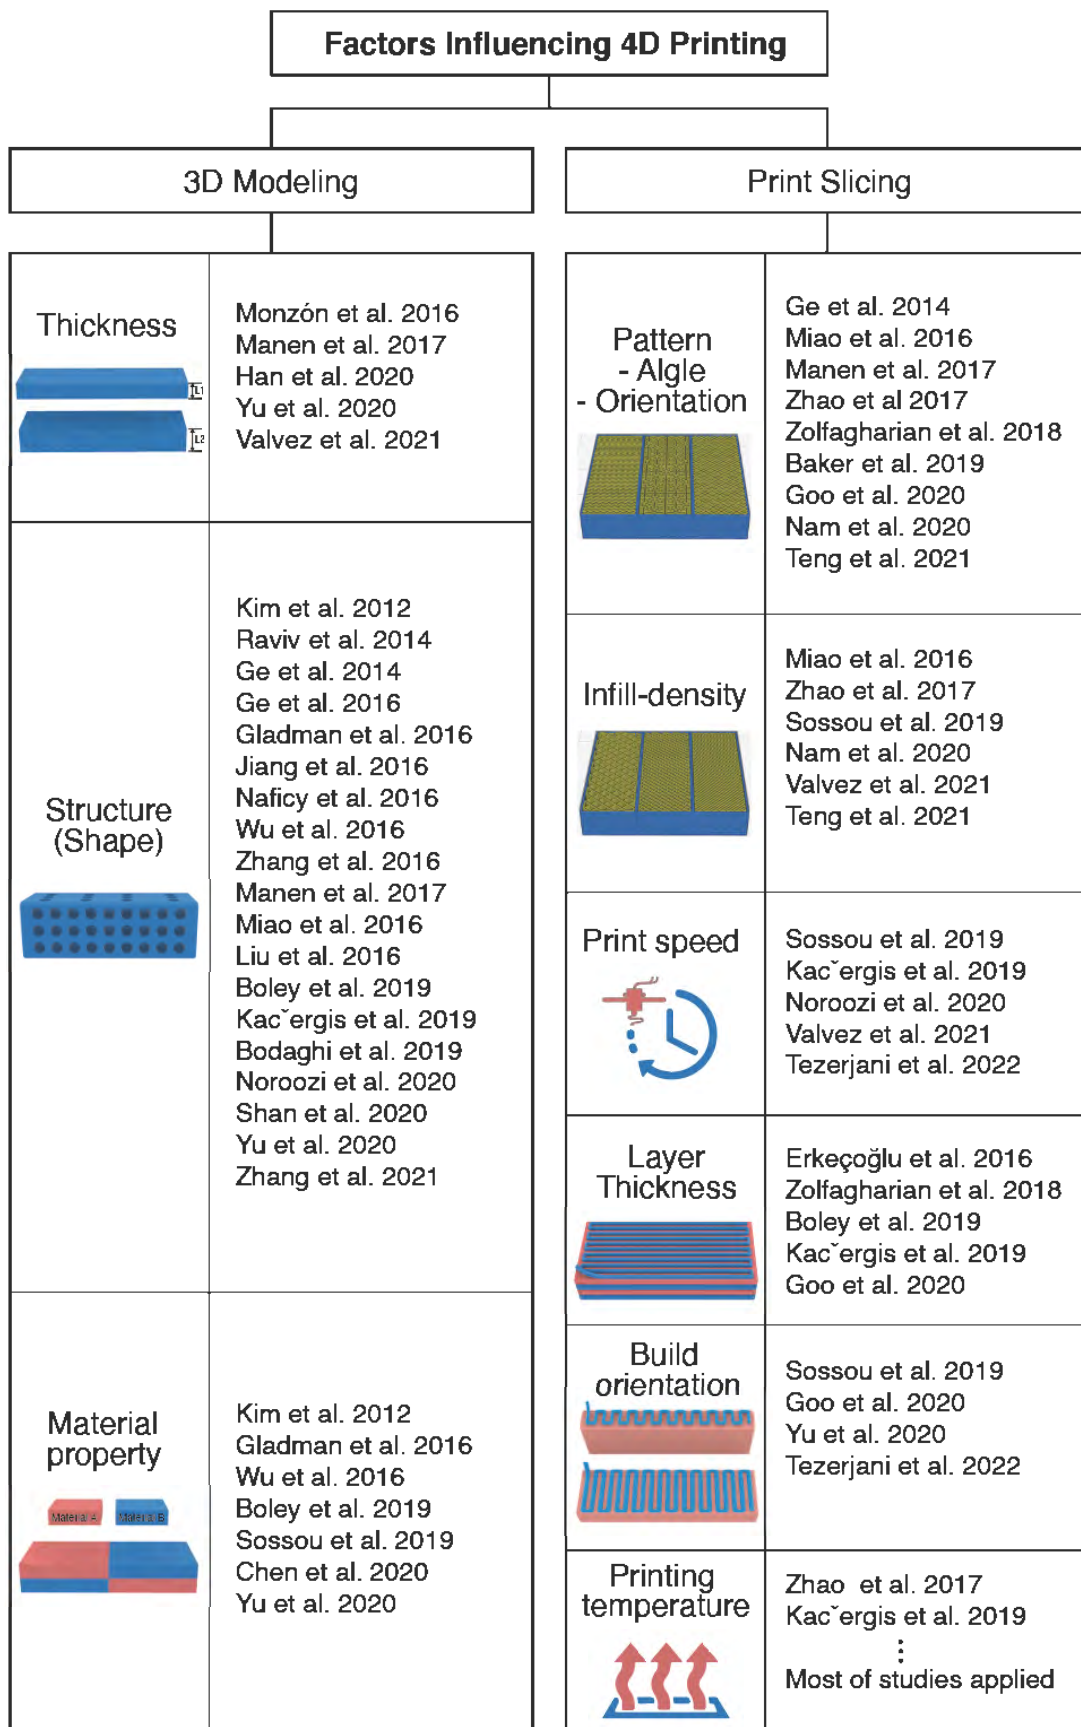 Factors Influencing 4D Printing
3D Modeling
Thickness
L1
L2
Monzón et al. 2016
Manen et al. 2017
Han et al. 2020
Yu et al. 2020
Valvez et al. 2021
Structure
(Shape)
Kim et al. 2012
Raviv et al. 2014
Ge et al. 2014
Ge et al. 2016
Gladman et al. 2016
Jiang et al. 2016
Naficy et al. 2016
Wu et al. 2016
Zhang et al. 2016
Manen et al. 2017
Miao et al. 2016
Liu et al. 2016
Boley et al. 2019
Kacˇergis et al. 2019
Bodaghi et al. 2019
Noroozi et al. 2020
Shan et al. 2020
Yu et al. 2020
Zhang et al. 2021
Material
property
Material A
Material B
Kim et al. 2012
Gladman et al. 2016
Wu et al. 2016
Boley et al. 2019
Sossou et al. 2019
Chen et al. 2020
Yu et al. 2020
Print Slicing
Pattern
- Algle
- Orientation
Ge et al. 2014
Miao et al. 2016
Manen et al. 2017
Zhao et al 2017
Zolfagharian et al. 2018
Baker et al. 2019
Goo et al. 2020
Nam et al. 2020
Teng et al. 2021
Infill-density
Miao et al. 2016
Zhao et al. 2017
Sossou et al. 2019
Nam et al. 2020
Valvez et al. 2021
Teng et al. 2021
Print speed
Sossou et al. 2019
Kacˇergis et al. 2019
Noroozi et al. 2020
Valvez et al. 2021
Tezerjani et al. 2022
Layer
Thickness
Erkeçoğlu et al. 2016
Zolfagharian et al. 2018
Boley et al. 2019
Kacˇergis et al. 2019
Goo et al. 2020
Build
orientation
Sossou et al. 2019
Goo et al. 2020
Yu et al. 2020
Tezerjani et al. 2022
Printing
temperature
Zhao et al. 2017
Kacˇergis et al. 2019
⋮
Most of studies applied